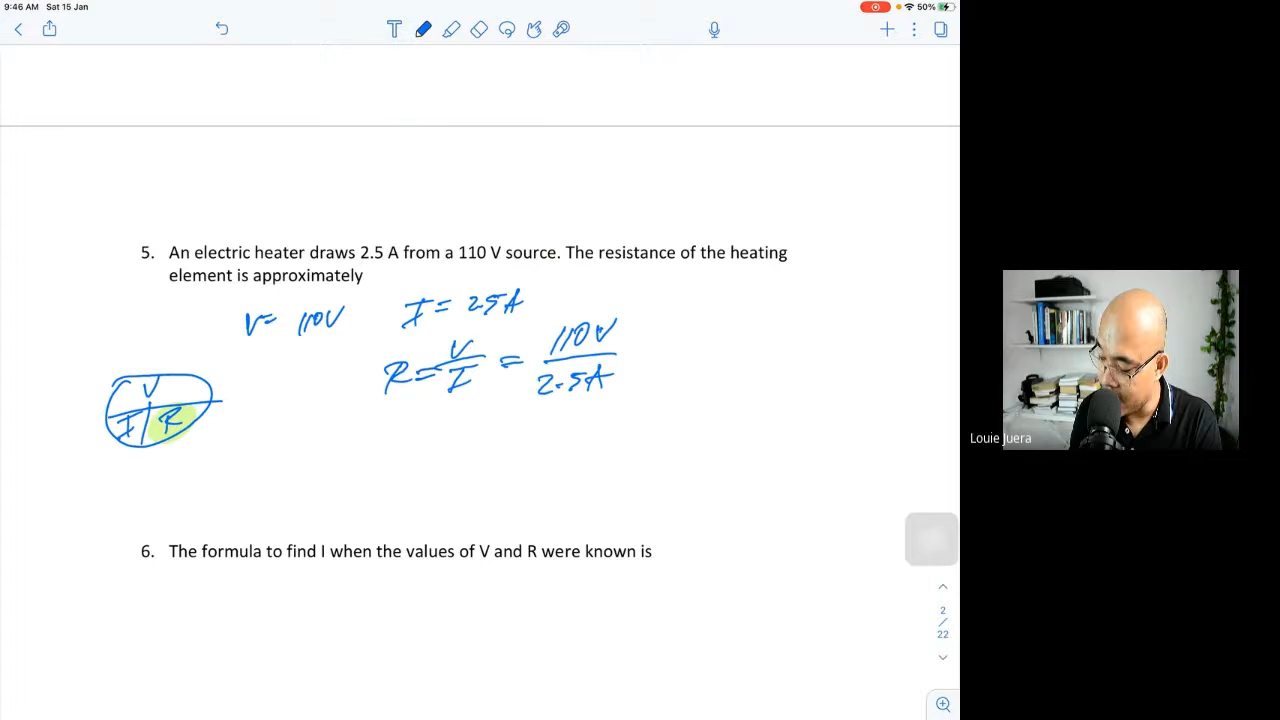 9:46 AM Sat 15 Jan
50%
T
5. An electric heater draws 2.5 A from a 110 V source. The resistance of the heating
element is approximately
V= 110V I = 2.5A
R = V/I = 110V/2.5A
V
I R
Louie Juera
6. The formula to find I when the values of V and R were known is
2
/
22